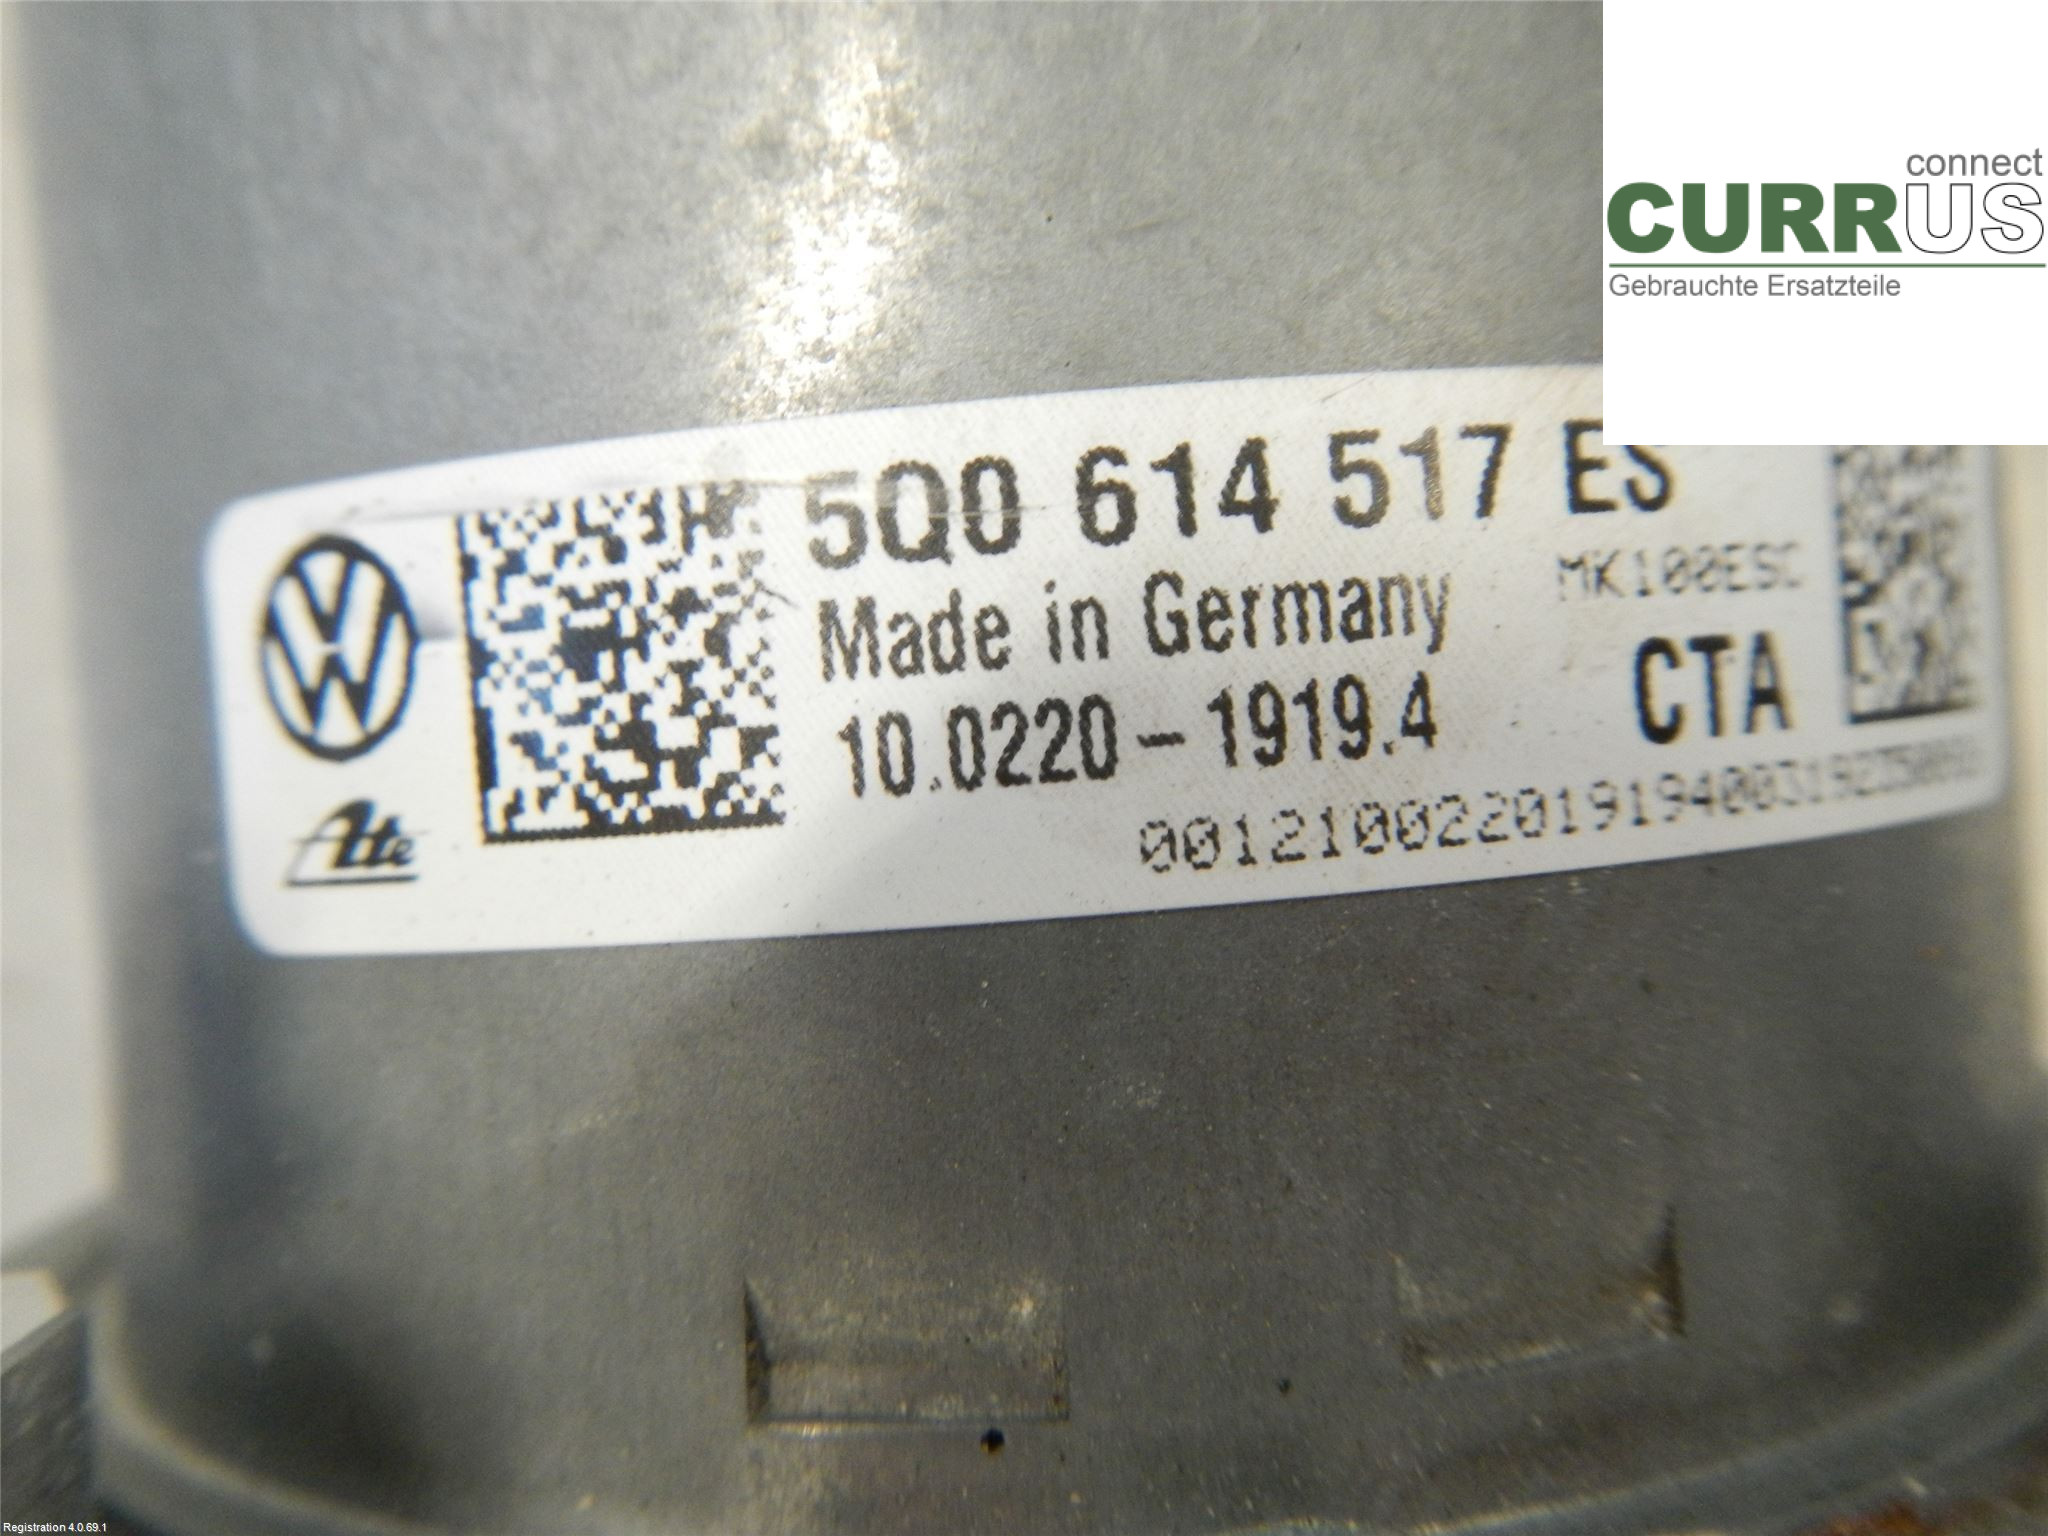 connect
CURRUS
Gebrauchte Ersatzteile
5Q0 614 517 ES
Made in Germany
MK100ESC
10.0220-1919.4
CTA
Ate
Registration 4.0.69.1